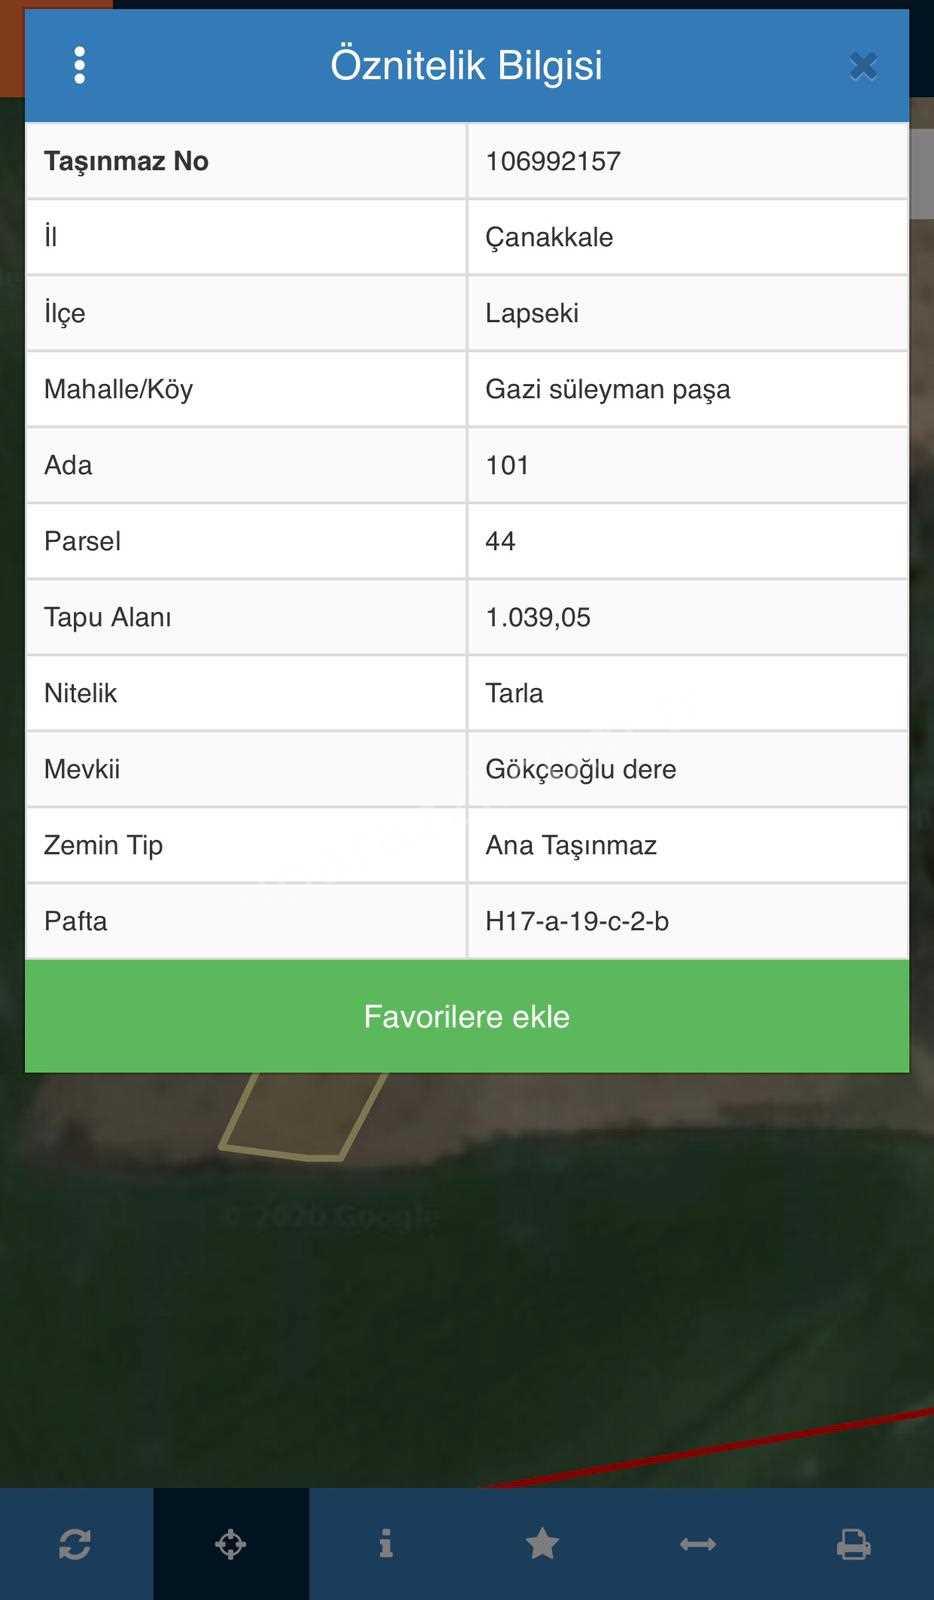 Öznitelik Bilgisi
Taşınmaz No 106992157
İl Çanakkale
İlçe Lapseki
Mahalle/Köy Gazi süleyman paşa
Ada 101
Parsel 44
Tapu Alanı 1.039,05
Nitelik Tarla
Mevkii Gökçeoğlu dere
Zemin Tip Ana Taşınmaz
Pafta H17-a-19-c-2-b
Favorilere ekle
© 2020 Google